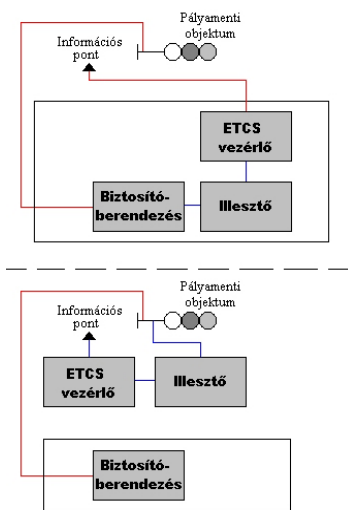 Pályamenti
objektum
Információs
pont
ETCS
vezérlő
Biztosító-
berendezés
Illesztő
Pályamenti
objektum
Információs
pont
ETCS
vezérlő
Illesztő
Biztosító-
berendezés